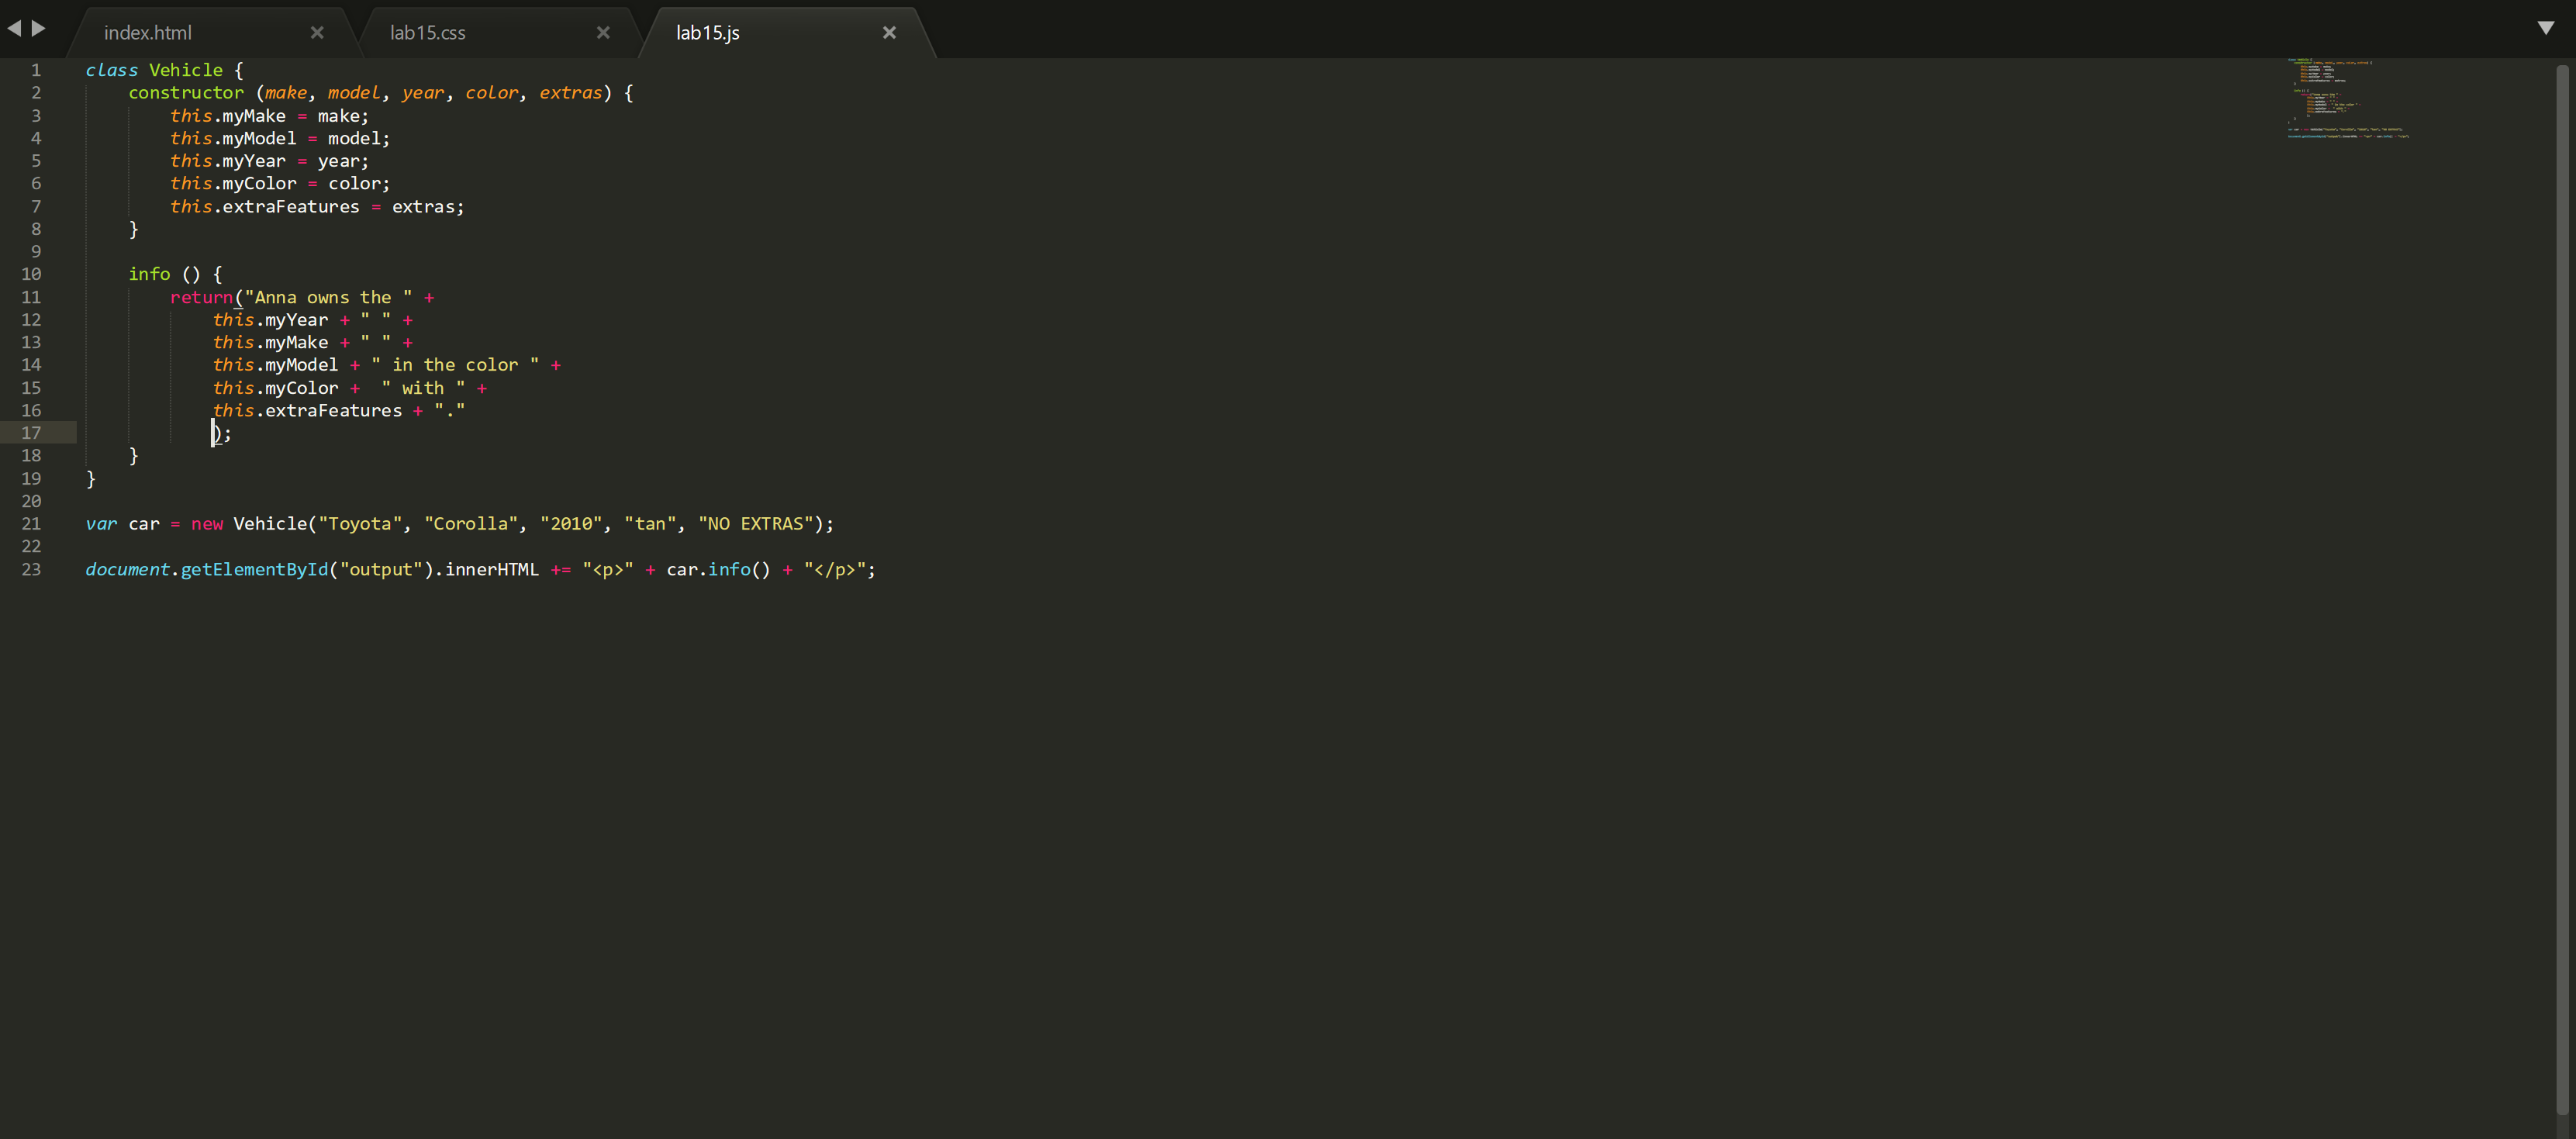 index.html × lab15.css × lab15.js ×
1 class Vehicle {
2     constructor (make, model, year, color, extras) {
3         this.myMake = make;
4         this.myModel = model;
5         this.myYear = year;
6         this.myColor = color;
7         this.extraFeatures = extras;
8     }
9
10     info () {
11         return("Anna owns the " +
12             this.myYear + " " +
13             this.myMake + " " +
14             this.myModel + " in the color " +
15             this.myColor +  " with " +
16             this.extraFeatures + "."
17             );
18     }
19 }
20
21 var car = new Vehicle("Toyota", "Corolla", "2010", "tan", "NO EXTRAS");
22
23 document.getElementById("output").innerHTML += "<p>" + car.info() + "</p>";